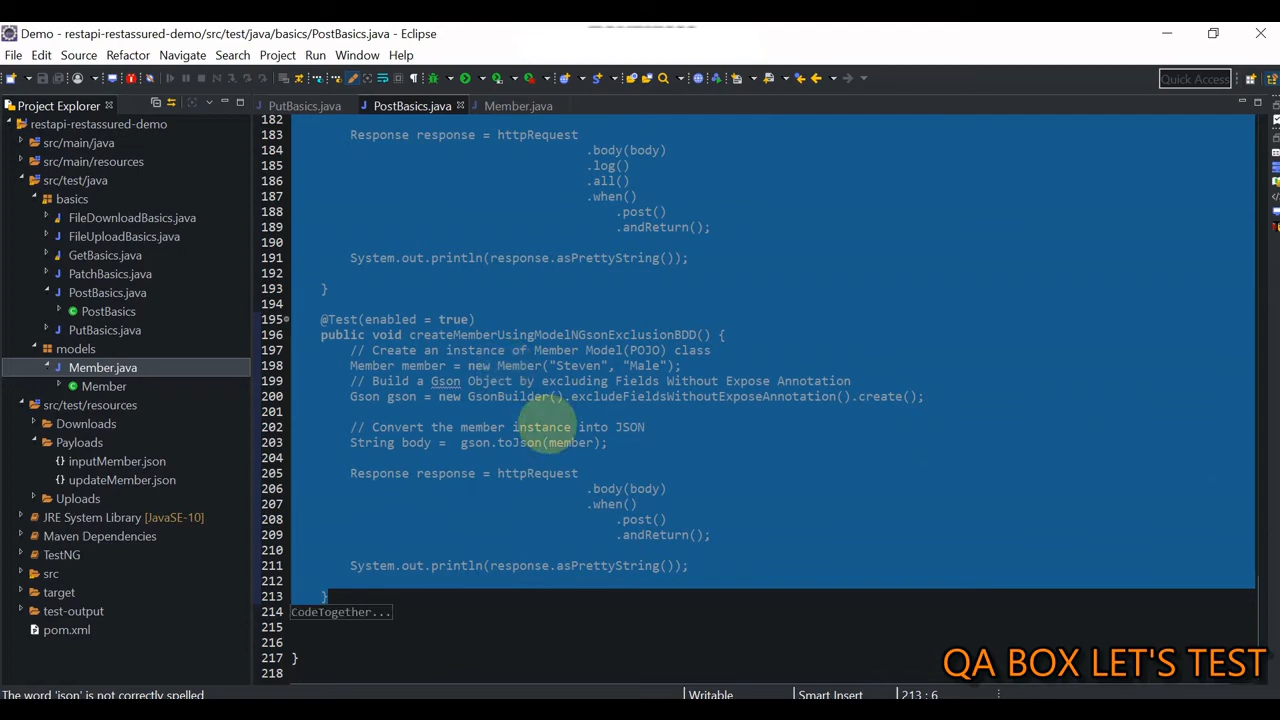 Demo - restapi-restassured-demo/src/test/java/basics/PostBasics.java - Eclipse
File Edit Source Refactor Navigate Search Project Run Window Help
Quick Access
Project Explorer
PutBasics.java PostBasics.java Member.java
restapi-restassured-demo
src/main/java
src/main/resources
src/test/java
basics
FileDownloadBasics.java
FileUploadBasics.java
GetBasics.java
PatchBasics.java
PostBasics.java
PostBasics
PutBasics.java
models
Member.java
Member
src/test/resources
Downloads
Payloads
inputMember.json
updateMember.json
Uploads
JRE System Library [JavaSE-10]
Maven Dependencies
TestNG
src
target
test-output
pom.xml
182
183 Response response = httpRequest
184 .body(body)
185 .log()
186 .all()
187 .when()
188 .post()
189 .andReturn();
190
191 System.out.println(response.asPrettyString());
192
193 }
194
195 @Test(enabled = true)
196 public void createMemberUsingModelNGsonExclusionBDD() {
197 // Create an instance of Member Model(POJO) class
198 Member member = new Member("Steven", "Male");
199 // Build a Gson Object by excluding Fields Without Expose Annotation
200 Gson gson = new GsonBuilder().excludeFieldsWithoutExposeAnnotation().create();
201
202 // Convert the member instance into JSON
203 String body = gson.toJson(member);
204
205 Response response = httpRequest
206 .body(body)
207 .when()
208 .post()
209 .andReturn();
210
211 System.out.println(response.asPrettyString());
212
213 }
214 CodeTogether...
215
216
217 }
218
QA BOX LET'S TEST
The word 'json' is not correctly spelled Writable Smart Insert 213 : 6